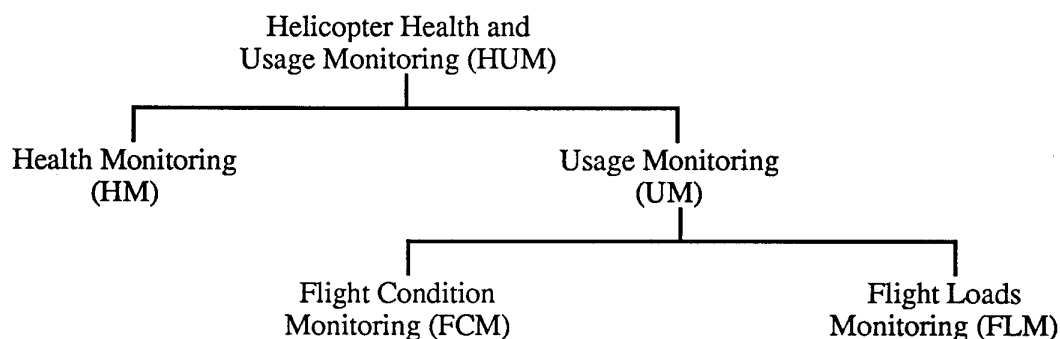 Helicopter Health and
Usage Monitoring (HUM)
Health Monitoring
(HM)
Usage Monitoring
(UM)
Flight Condition
Monitoring (FCM)
Flight Loads
Monitoring (FLM)